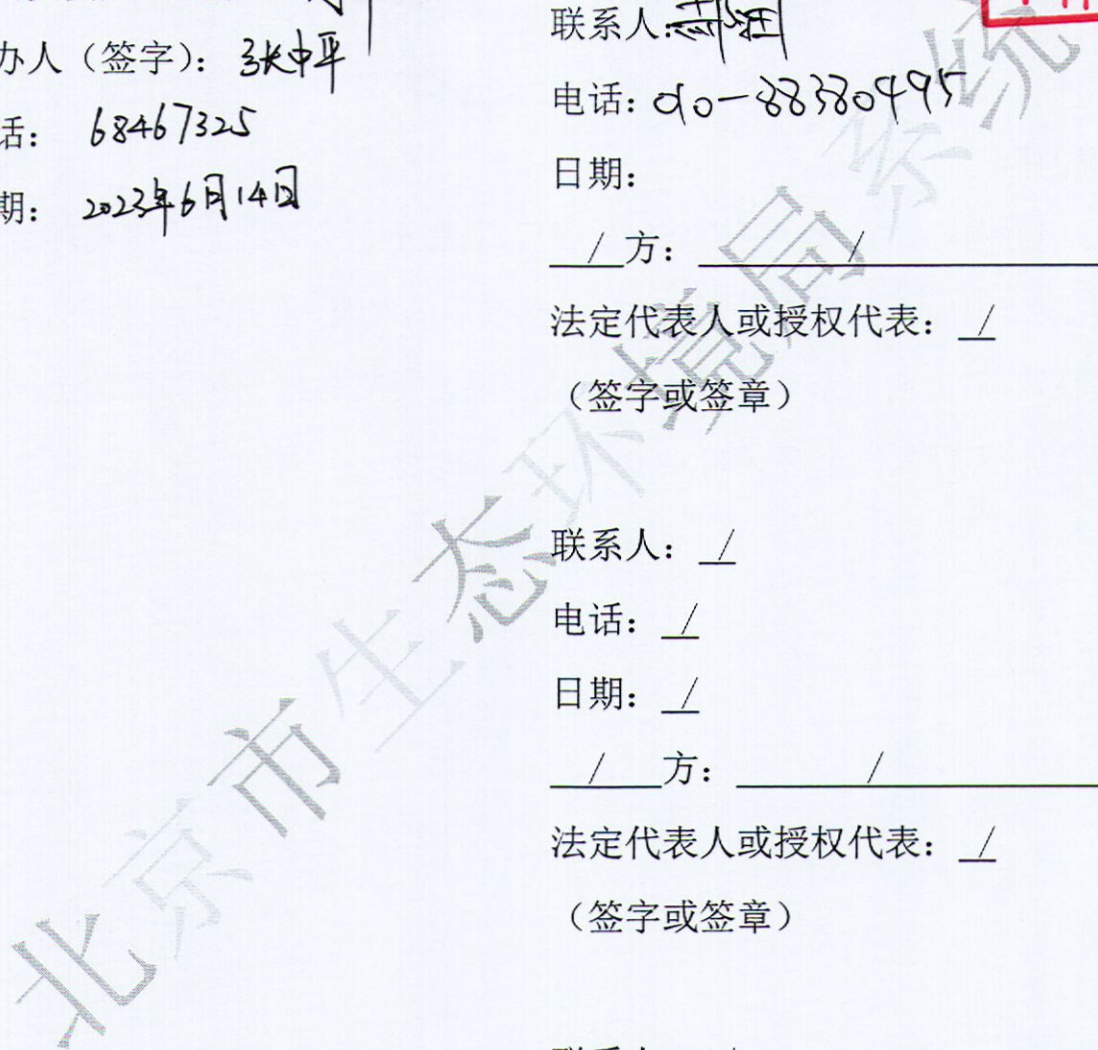 办人（签字）：张中平
话： 68467325
期： 2023年6月14日
联系人:
电话：010-88380495
日期：
/ 方： /
法定代表人或授权代表： /
（签字或签章）
联系人： /
电话： /
日期： /
/ 方： /
法定代表人或授权代表： /
（签字或签章）
北京市生态环境局系统